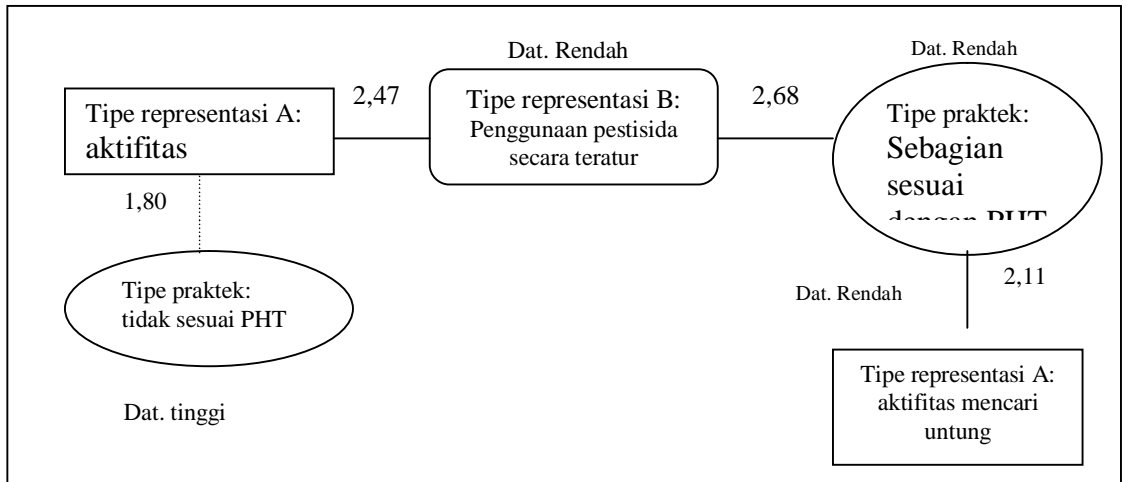 Dat. Rendah
Dat. Rendah
Tipe representasi A:
aktifitas
2,47
Tipe representasi B:
Penggunaan pestisida
secara teratur
2,68
Tipe praktek:
Sebagian
sesuai
dengan PHT
1,80
Tipe praktek:
tidak sesuai PHT
Dat. Rendah
2,11
Tipe representasi A:
aktifitas mencari
untung
Dat. tinggi